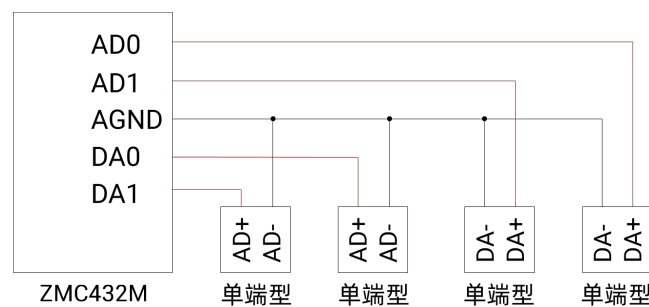 AD0
AD1
AGND
DA0
DA1
AD+ AD- AD+ AD- DA- DA+ DA- DA+
ZMC432M 单端型 单端型 单端型 单端型